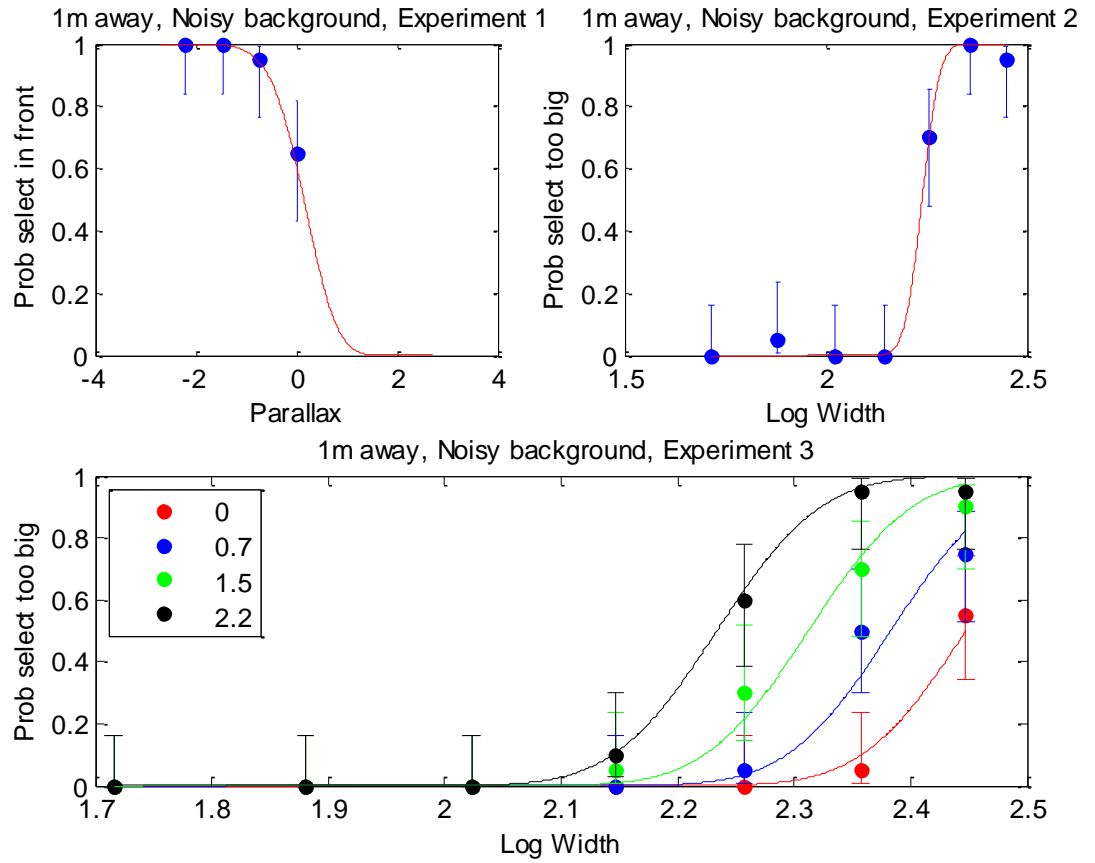 1m away, Noisy background, Experiment 1
1
0.8
0.6
0.4
0.2
0
Prob select in front
-4 -2 0 2 4
Parallax
1m away, Noisy background, Experiment 2
1
0.8
0.6
0.4
0.2
0
Prob select too big
1.5 2 2.5
Log Width
1m away, Noisy background, Experiment 3
1
0.8
0.6
0.4
0.2
0
Prob select too big
0
0.7
1.5
2.2
1.7 1.8 1.9 2 2.1 2.2 2.3 2.4 2.5
Log Width